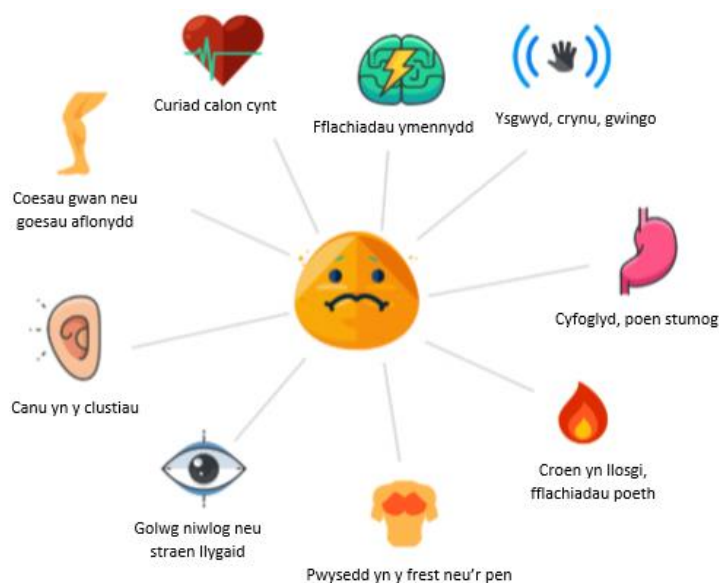 Curiad calon cynt
Fflachiadau ymennydd
Ysgwyd, crynu, gwingo
Coesau gwan neu
goesau aflonydd
Cyfoglyd, poen stumog
Canu yn y clustiau
Croen yn llosgi,
fflachiadau poeth
Golwg niwlog neu
straen llygaid
Pwysedd yn y frest neu'r pen